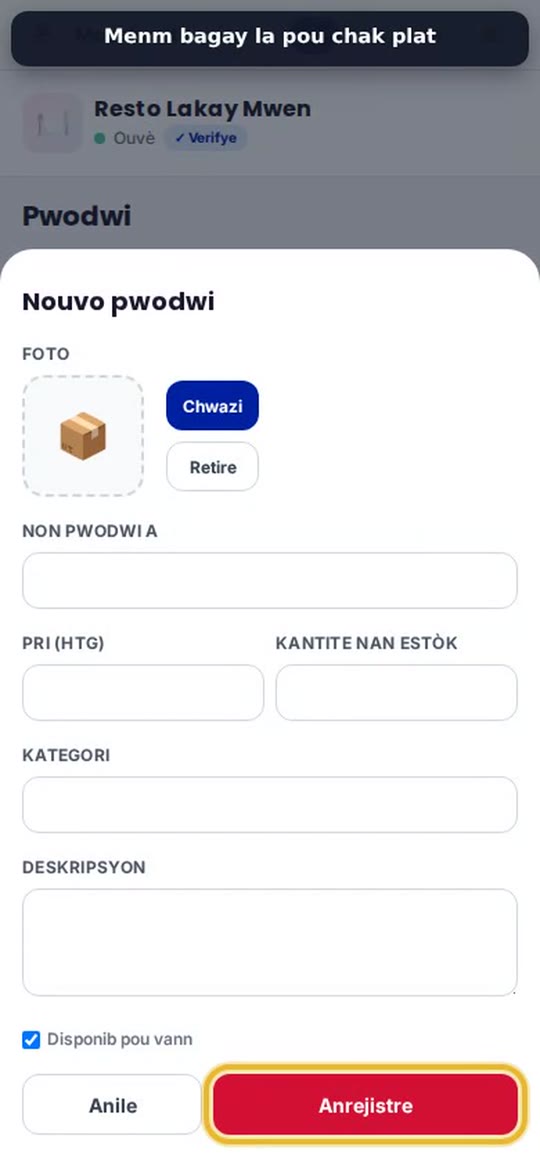 Menm bagay la pou chak plat
Resto Lakay Mwen
Ouvè ✓ Verifye
Pwodwi
Nouvo pwodwi
FOTO
Chwazi
Retire
NON PWODWI A
PRI (HTG) KANTITE NAN ESTÒK
KATEGORI
DESKRIPSYON
Disponib pou vann
Anile Anrejistre